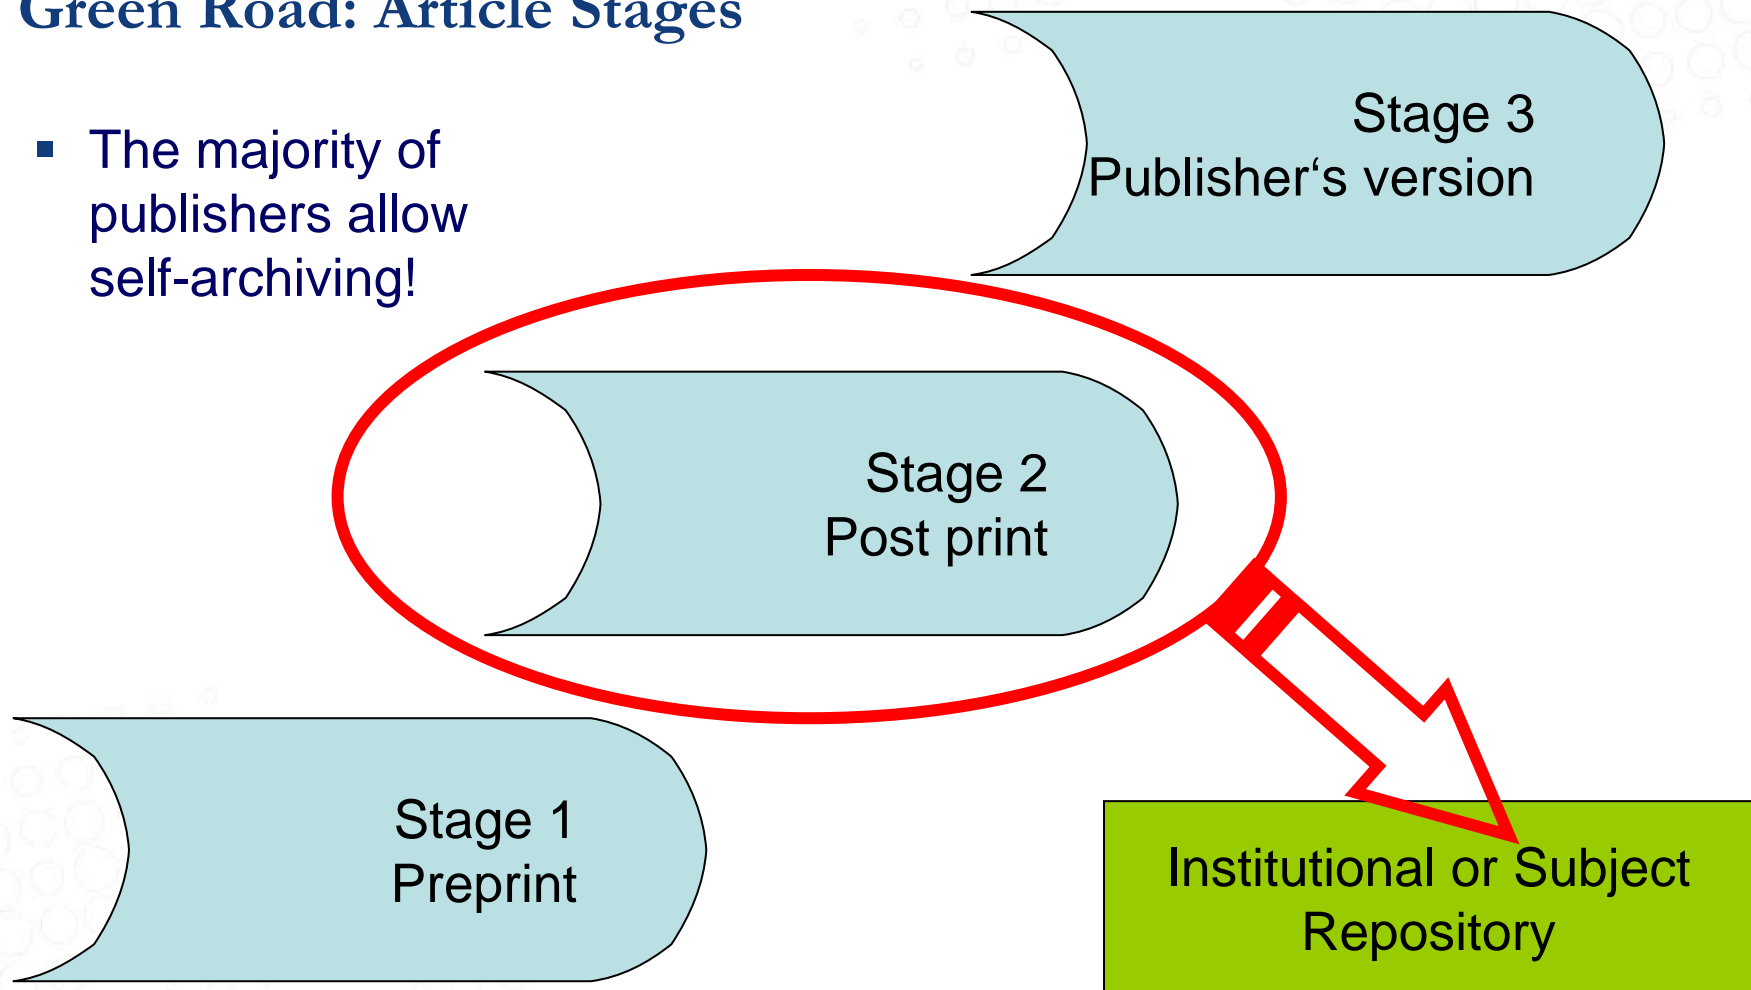 Green Road: Article Stages
▪ The majority of
publishers allow
self-archiving!
Stage 3
Publisher‘s version
Stage 2
Post print
Stage 1
Preprint
Institutional or Subject
Repository